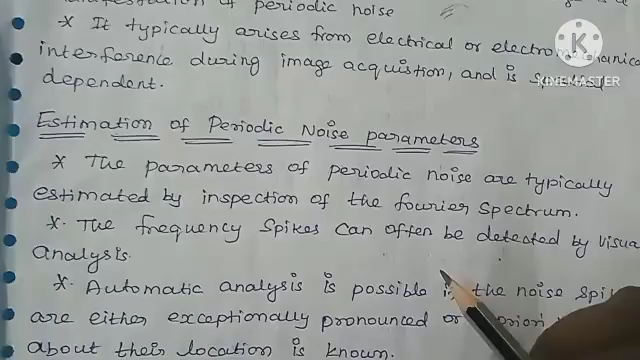 of periodic noise
* It typically arises from electrical or electromechanica
interference during image acquistion, and is
dependent.
Estimation of Periodic Noise parameters
* The parameters of periodic noise are typically
estimated by inspection of the fourier spectrum.
*. The frequency spikes can often be detected by visua
analysis.
*. Automatic analysis is possible the noise
are either exceptionally pronounced or
about their location is known.
KINEMASTER